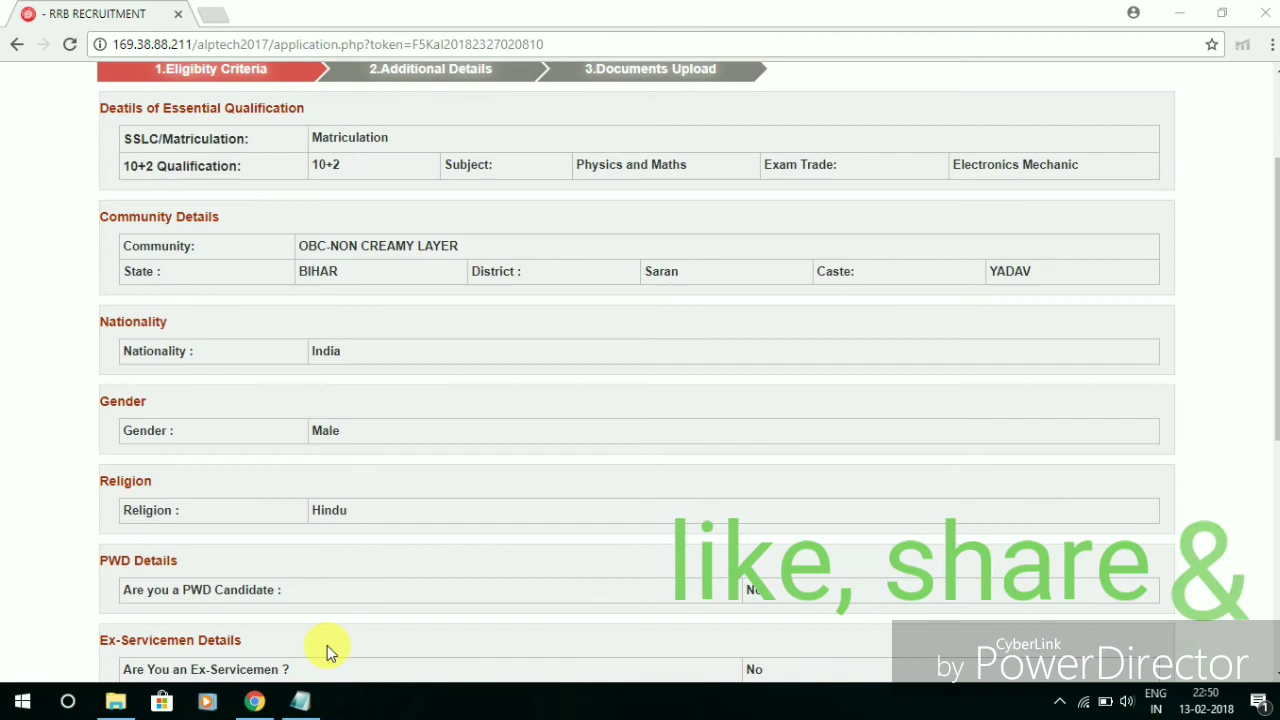 - RRB RECRUITMENT
169.38.88.211/alptech2017/application.php?token=F5Kal20182327020810
1.Eligibity Criteria 2.Additional Details 3.Documents Upload
Deatils of Essential Qualification
SSLC/Matriculation: Matriculation
10+2 Qualification: 10+2 Subject: Physics and Maths Exam Trade: Electronics Mechanic
Community Details
Community: OBC-NON CREAMY LAYER
State : BIHAR District : Saran Caste: YADAV
Nationality
Nationality : India
Gender
Gender : Male
Religion
Religion : Hindu
like, share &
PWD Details
Are you a PWD Candidate : No
Ex-Servicemen Details
Are You an Ex-Servicemen ? No
CyberLink
by PowerDirector
ENG 22:50
IN 13-02-2018 1